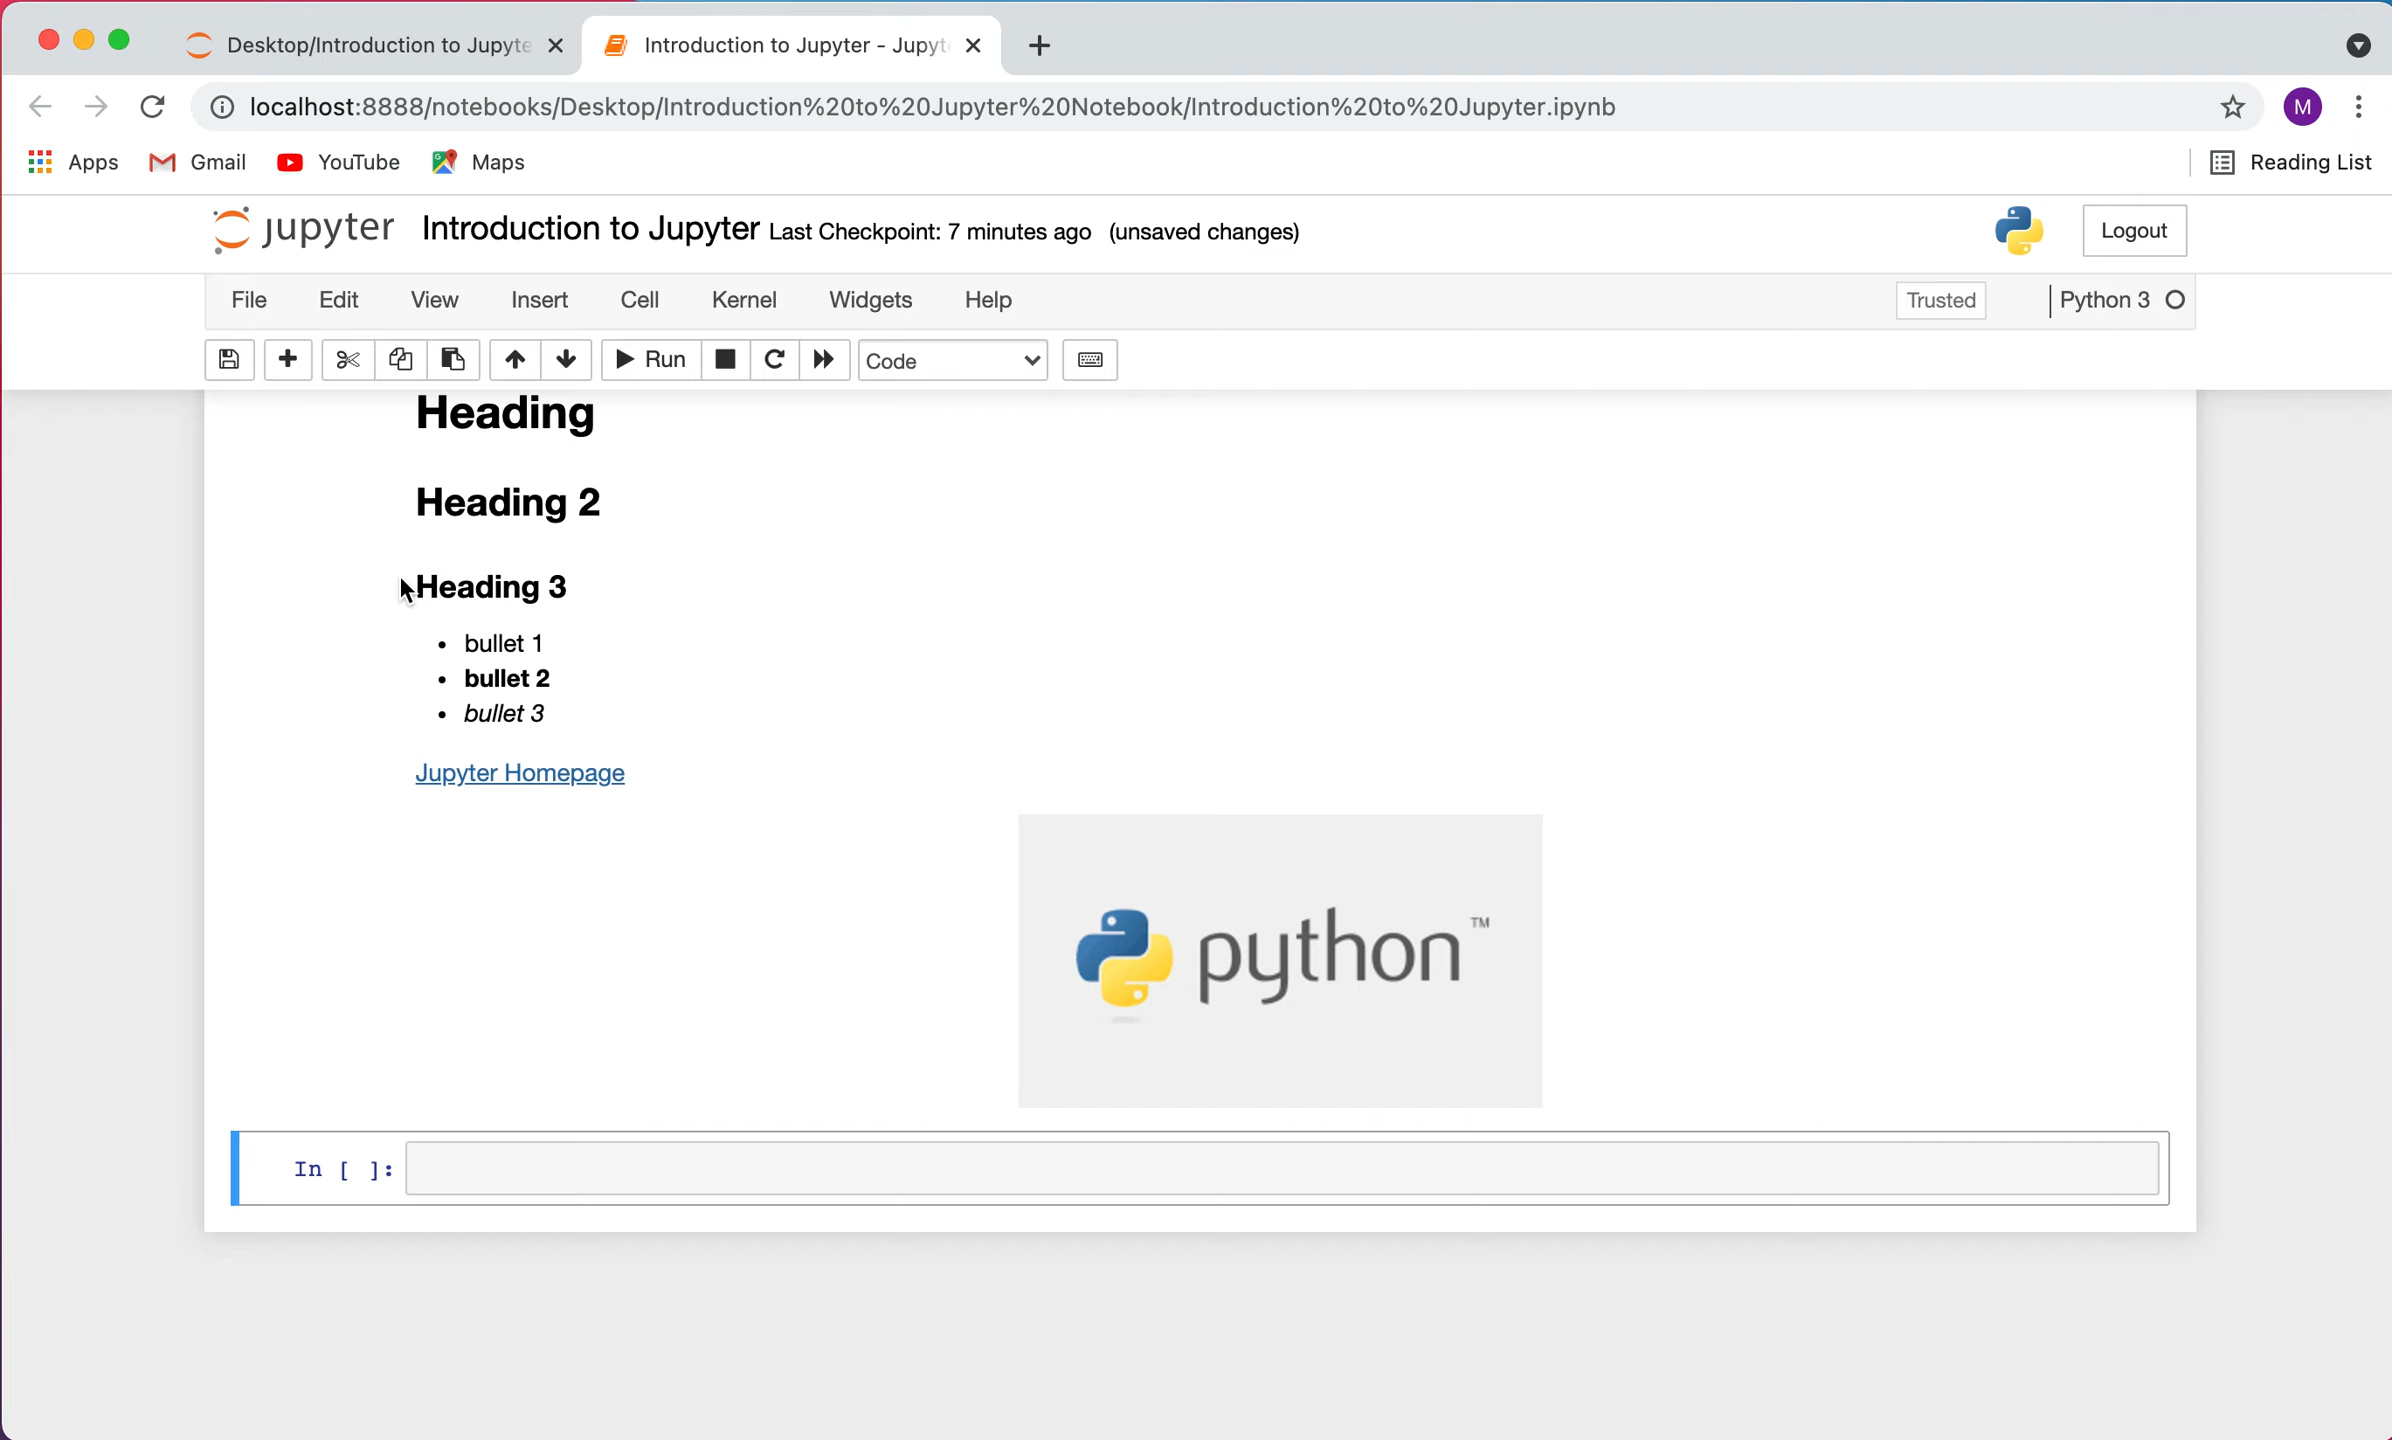 Desktop/Introduction to Jupyte
Introduction to Jupyter - Jupyt
localhost:8888/notebooks/Desktop/Introduction%20to%20Jupyter%20Notebook/Introduction%20to%20Jupyter.ipynb
M
Apps Gmail YouTube Maps Reading List
jupyter Introduction to Jupyter Last Checkpoint: 7 minutes ago (unsaved changes) Logout
File Edit View Insert Cell Kernel Widgets Help Trusted Python 3
Run Code
Heading
Heading 2
Heading 3
• bullet 1
• bullet 2
• bullet 3
Jupyter Homepage
python™
In [ ]: